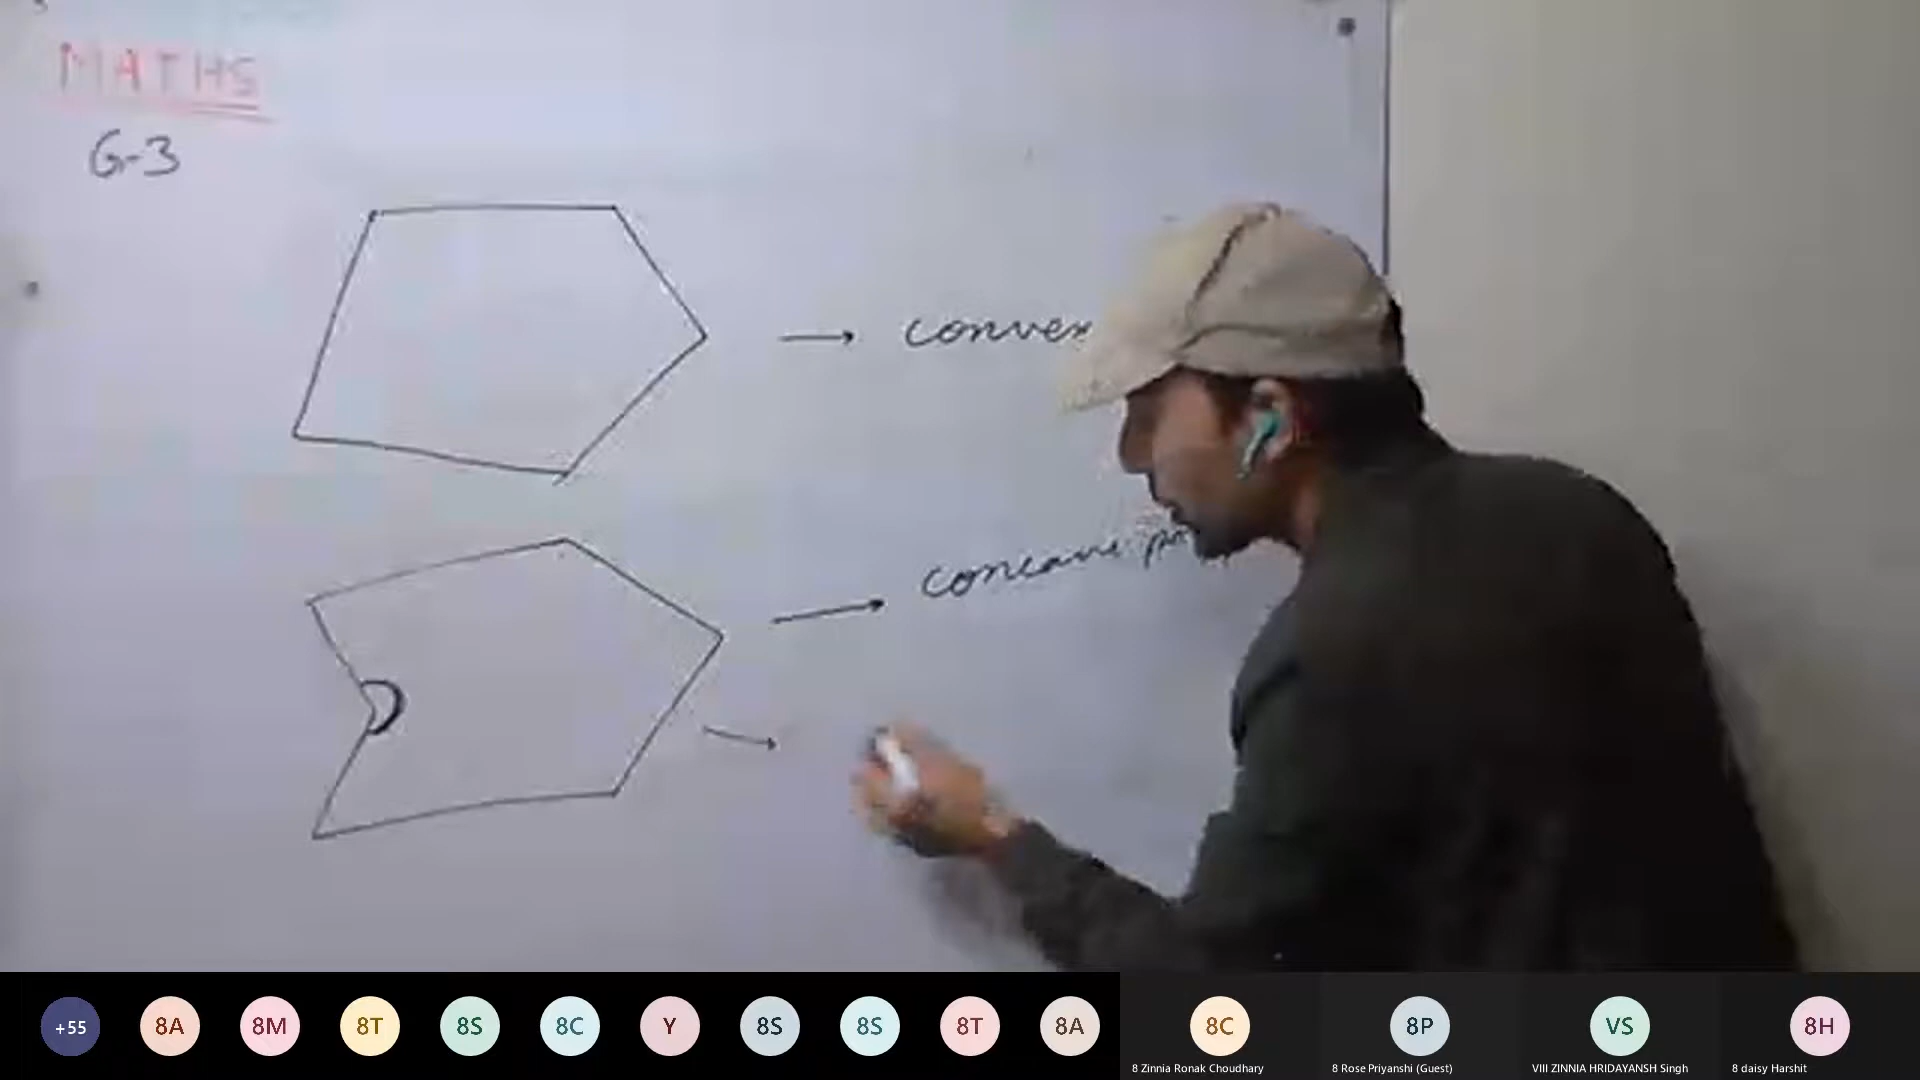 MATHS
G-3
convex
concave
+55
8A
8M
8T
8S
8C
Y
8S
8S
8T
8A
8C
8P
VS
8H
8 Zinnia Ronak Choudhary
8 Rose Priyanshi (Guest)
VIII ZINNIA HRIDAYANSH Singh
8 daisy Harshit